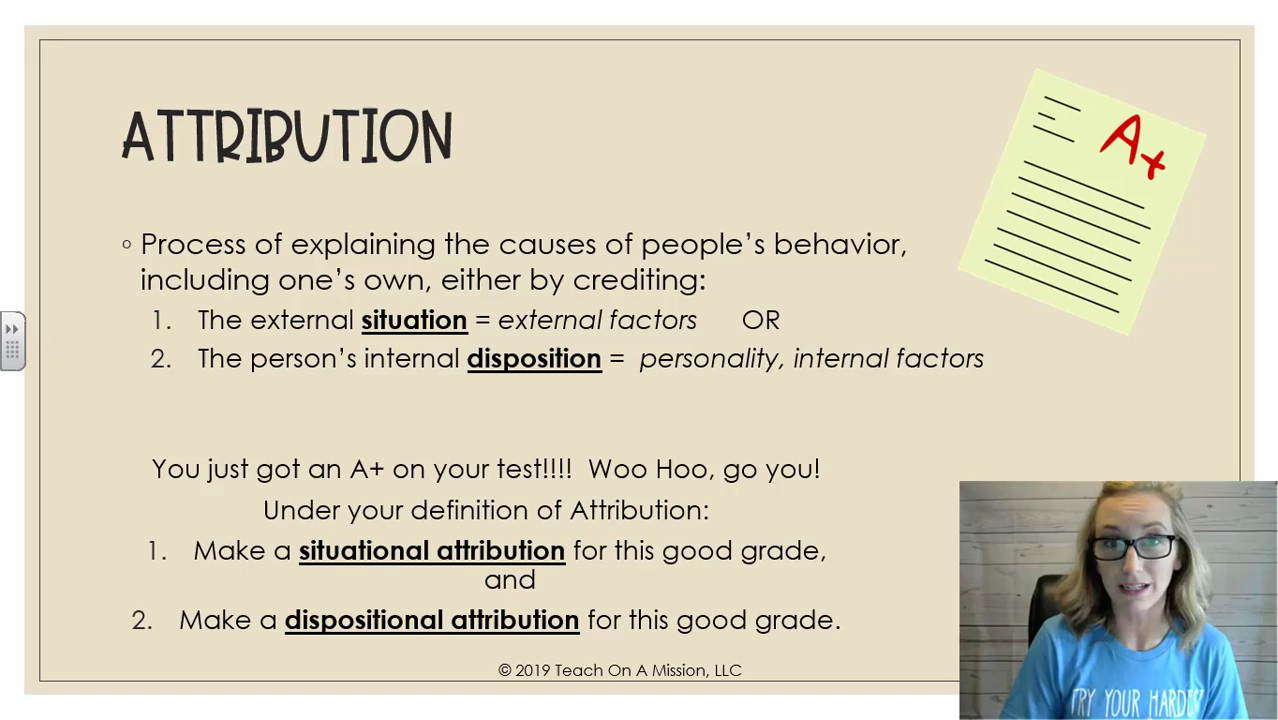 ATTRIBUTION
A+
◦ Process of explaining the causes of people’s behavior,
including one’s own, either by crediting:
1. The external situation = external factors OR
2. The person’s internal disposition = personality, internal factors
You just got an A+ on your test!!!! Woo Hoo, go you!
Under your definition of Attribution:
1. Make a situational attribution for this good grade,
and
2. Make a dispositional attribution for this good grade.
© 2019 Teach On A Mission, LLC
TRY YOUR HARDEST